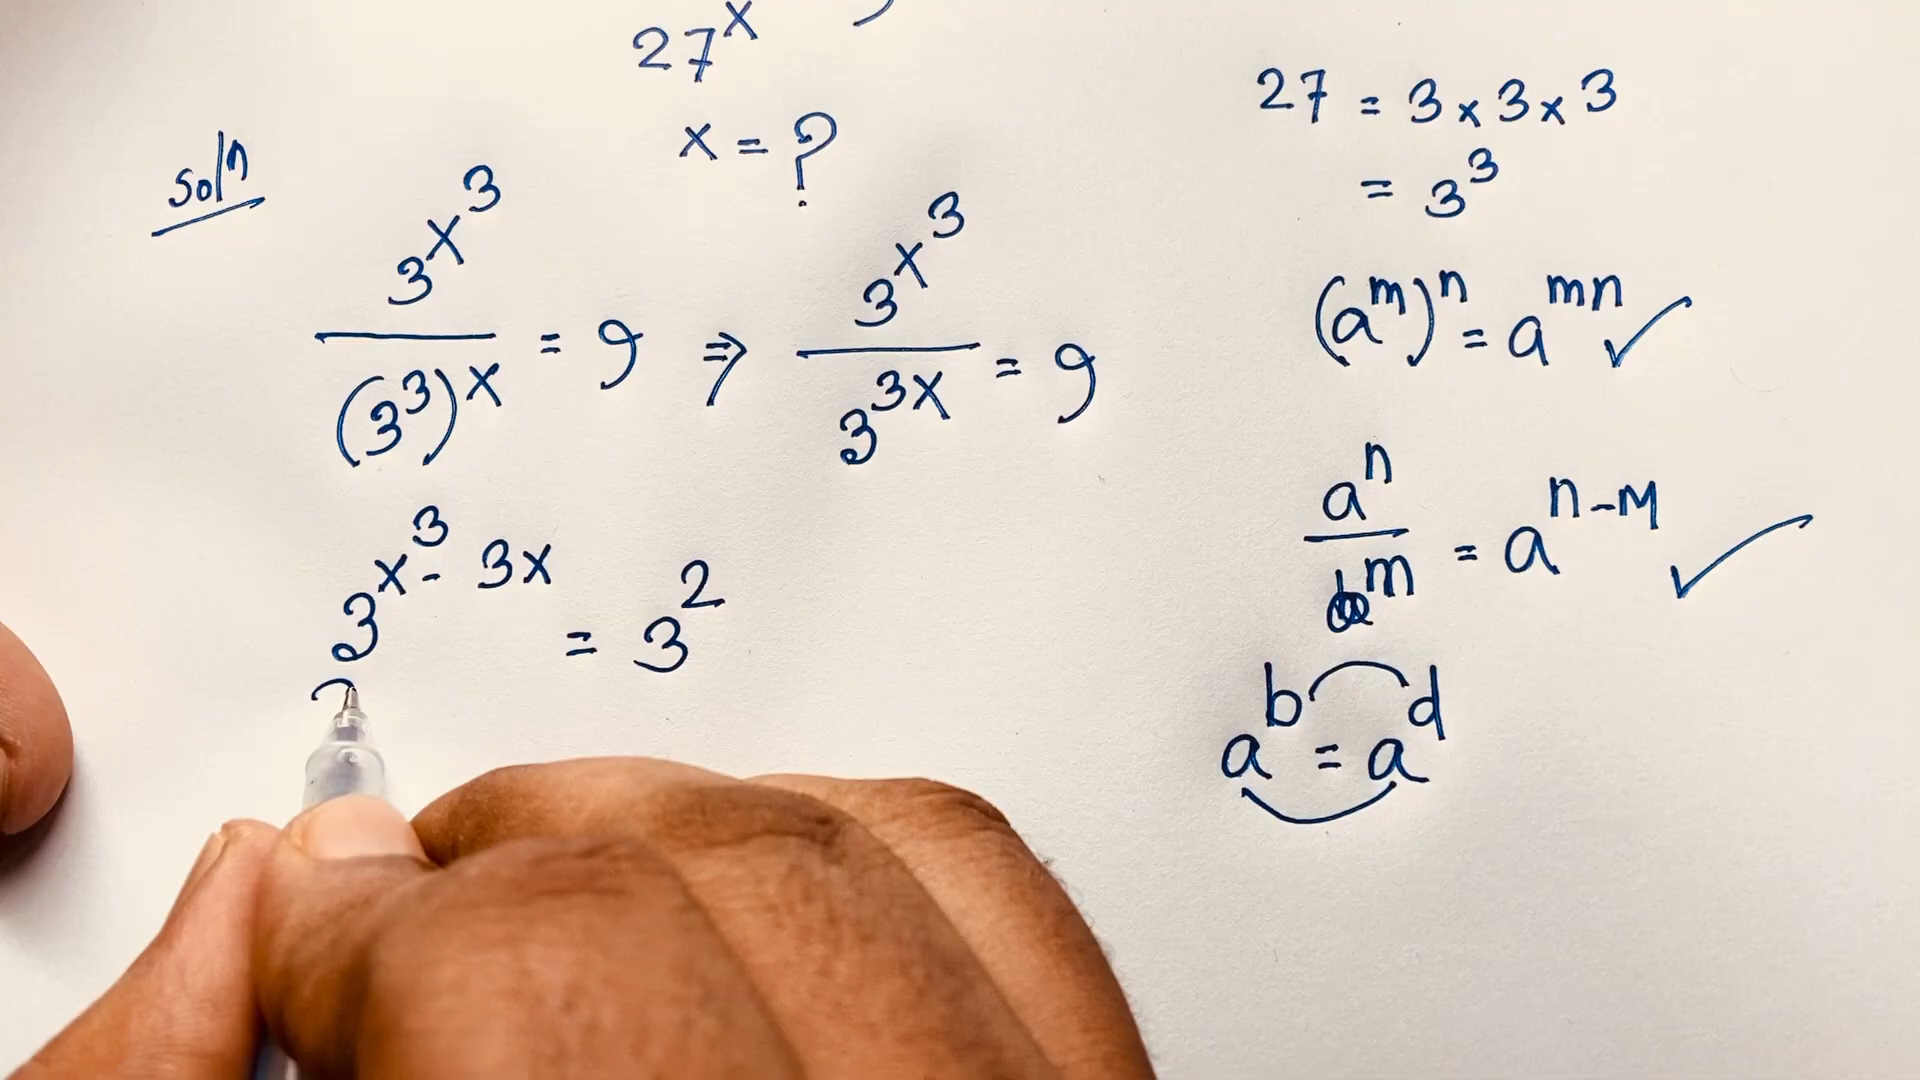 27^x
x = ?
Soln
3^x^3 / (3^3)^x = 9 ⇒ 3^x^3 / 3^3x = 9
3^x^3 - 3x = 3^2
27 = 3 × 3 × 3
= 3^3
(a^m)^n = a^mn ✓
a^n / a^m = a^n-m ✓
a^b = a^d